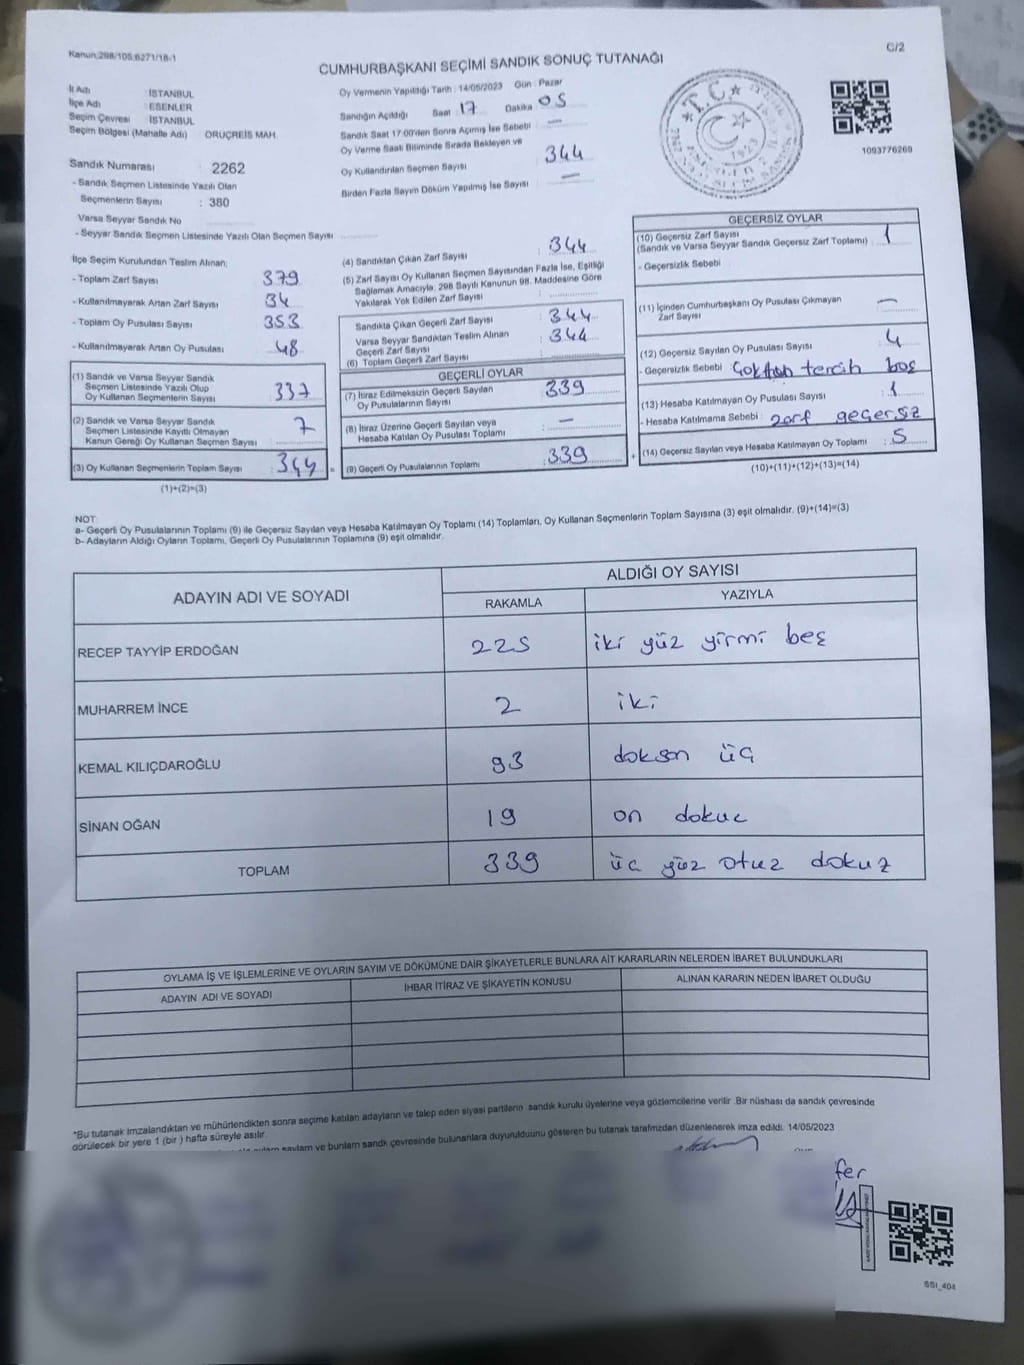 Kanun:298/105;6271/18-1
C/2
CUMHURBAŞKANI SEÇİMİ SANDIK SONUÇ TUTANAĞI
İl Adı : İSTANBUL
İlçe Adı : ESENLER
Seçim Çevresi : İSTANBUL
Seçim Bölgesi (Mahalle Adı) ORUÇREİS MAH.
Sandık Numarası : 2262
- Sandık Seçmen Listesinde Yazılı Olan
Seçmenlerin Sayısı : 380
Varsa Seyyar Sandık No
- Seyyar Sandık Seçmen Listesinde Yazılı Olan Seçmen Sayısı
Oy Vermenin Yapıldığı Tarih : 14/05/2023 Gün : Pazar
Sandığın Açıldığı Saat 17 Dakika 05
Sandık Saat 17:00'den Sonra Açımış İse Sebebi : —
Oy Verme Saati Bitiminde Sırada Bekleyen ve
Oy Kullandırılan Seçmen Sayısı : 344
Birden Fazla Sayım Döküm Yapılmış İse Sayısı : —
T.C.
1923
1093776269
İlçe Seçim Kurulundan Teslim Alınan;
- Toplam Zarf Sayısı 379
- Kullanılmayarak Artan Zarf Sayısı 34
- Toplam Oy Pusulası Sayısı 353
- Kullanılmayarak Artan Oy Pusulası 48
(1) Sandık ve Varsa Seyyar Sandık
Seçmen Listesinde Yazılı Olup
Oy Kullanan Seçmenlerin Sayısı : 337
(2) Sandık ve Varsa Seyyar Sandık
Seçmen Listesinde Kayıtlı Olmayan
Kanun Gereği Oy Kullanan Seçmen Sayısı : 7
(3) Oy Kullanan Seçmenlerin Toplam Sayısı : 344
(1)+(2)=(3)
(4) Sandıktan Çıkan Zarf Sayısı : 344
(5) Zarf Sayısı Oy Kullanan Seçmen Sayısından Fazla İse, Eşitliği
Sağlamak Amacıyla; 298 Sayılı Kanunun 98. Maddesine Göre
Yakılarak Yok Edilen Zarf Sayısı
Sandıkta Çıkan Geçerli Zarf Sayısı : 344
Varsa Seyyar Sandıktan Teslim Alınan
Geçerli Zarf Sayısı : 344
(6) Toplam Geçerli Zarf Sayısı
GEÇERLİ OYLAR
(7) İtiraz Edilmeksizin Geçerli Sayılan
Oy Pusulalarının Sayısı : 339
(8) İtiraz Üzerine Geçerli Sayılan veya
Hesaba Katılan Oy Pusulası Toplamı : —
(9) Geçerli Oy Pusulalarının Toplamı : 339
GEÇERSİZ OYLAR
(10) Geçersiz Zarf Sayısı
(Sandık ve Varsa Seyyar Sandık Geçersiz Zarf Toplamı) : 1
- Geçersizlik Sebebi
(11) İçinden Cumhurbaşkanı Oy Pusulası Çıkmayan
Zarf Sayısı : —
(12) Geçersiz Sayılan Oy Pusulası Sayısı : 4
- Geçersizlik Sebebi tercih boş
(13) Hesaba Katılmayan Oy Pusulası Sayısı : 1
- Hesaba Katılmama Sebebi : zarf geçersiz
(14) Geçersiz Sayılan veya Hesaba Katılmayan Oy Toplamı : 5
(10)+(11)+(12)+(13)=(14)
NOT:
a- Geçerli Oy Pusulalarının Toplamı (9) ile Geçersiz Sayılan veya Hesaba Katılmayan Oy Toplamı (14) Toplamları, Oy Kullanan Seçmenlerin Toplam Sayısına (3) eşit olmalıdır. (9)+(14)=(3)
b- Adayların Aldığı Oyların Toplamı, Geçerli Oy Pusulalarının Toplamına (9) eşit olmalıdır.
ADAYIN ADI VE SOYADI
ALDIĞI OY SAYISI
RAKAMLA YAZIYLA
RECEP TAYYİP ERDOĞAN 225 iki yüz yirmi beş
MUHARREM İNCE 2 iki
KEMAL KILIÇDAROĞLU 93 doksan üç
SİNAN OĞAN 19 on dokuz
TOPLAM 339 üç yüz otuz dokuz
OYLAMA İŞ VE İŞLEMLERİNE VE OYLARIN SAYIM VE DÖKÜMÜNE DAİR ŞİKAYETLERLE BUNLARA AİT KARARLARIN NELERDEN İBARET BULUNDUKLARI
ADAYIN ADI VE SOYADI İHBAR İTİRAZ VE ŞİKAYETİN KONUSU ALINAN KARARIN NEDEN İBARET OLDUĞU
*Bu tutanak imzalandıktan ve mühürlendikten sonra seçime katılan adayların ve talep eden siyasi partilerin sandık kurulu üyelerine veya gözlemcilerine verilir .Bir nüshası da sandık çevresinde
görülecek bir yere 1 (bir ) hafta süreyle asılır.
sayılanı ve bunların sandık çevresinde bulunanlara duyurulduunu gösteren bu tutanak tarafımızdan düzenlenerek imza edildi. 14/05/2023
fer
SSI_404